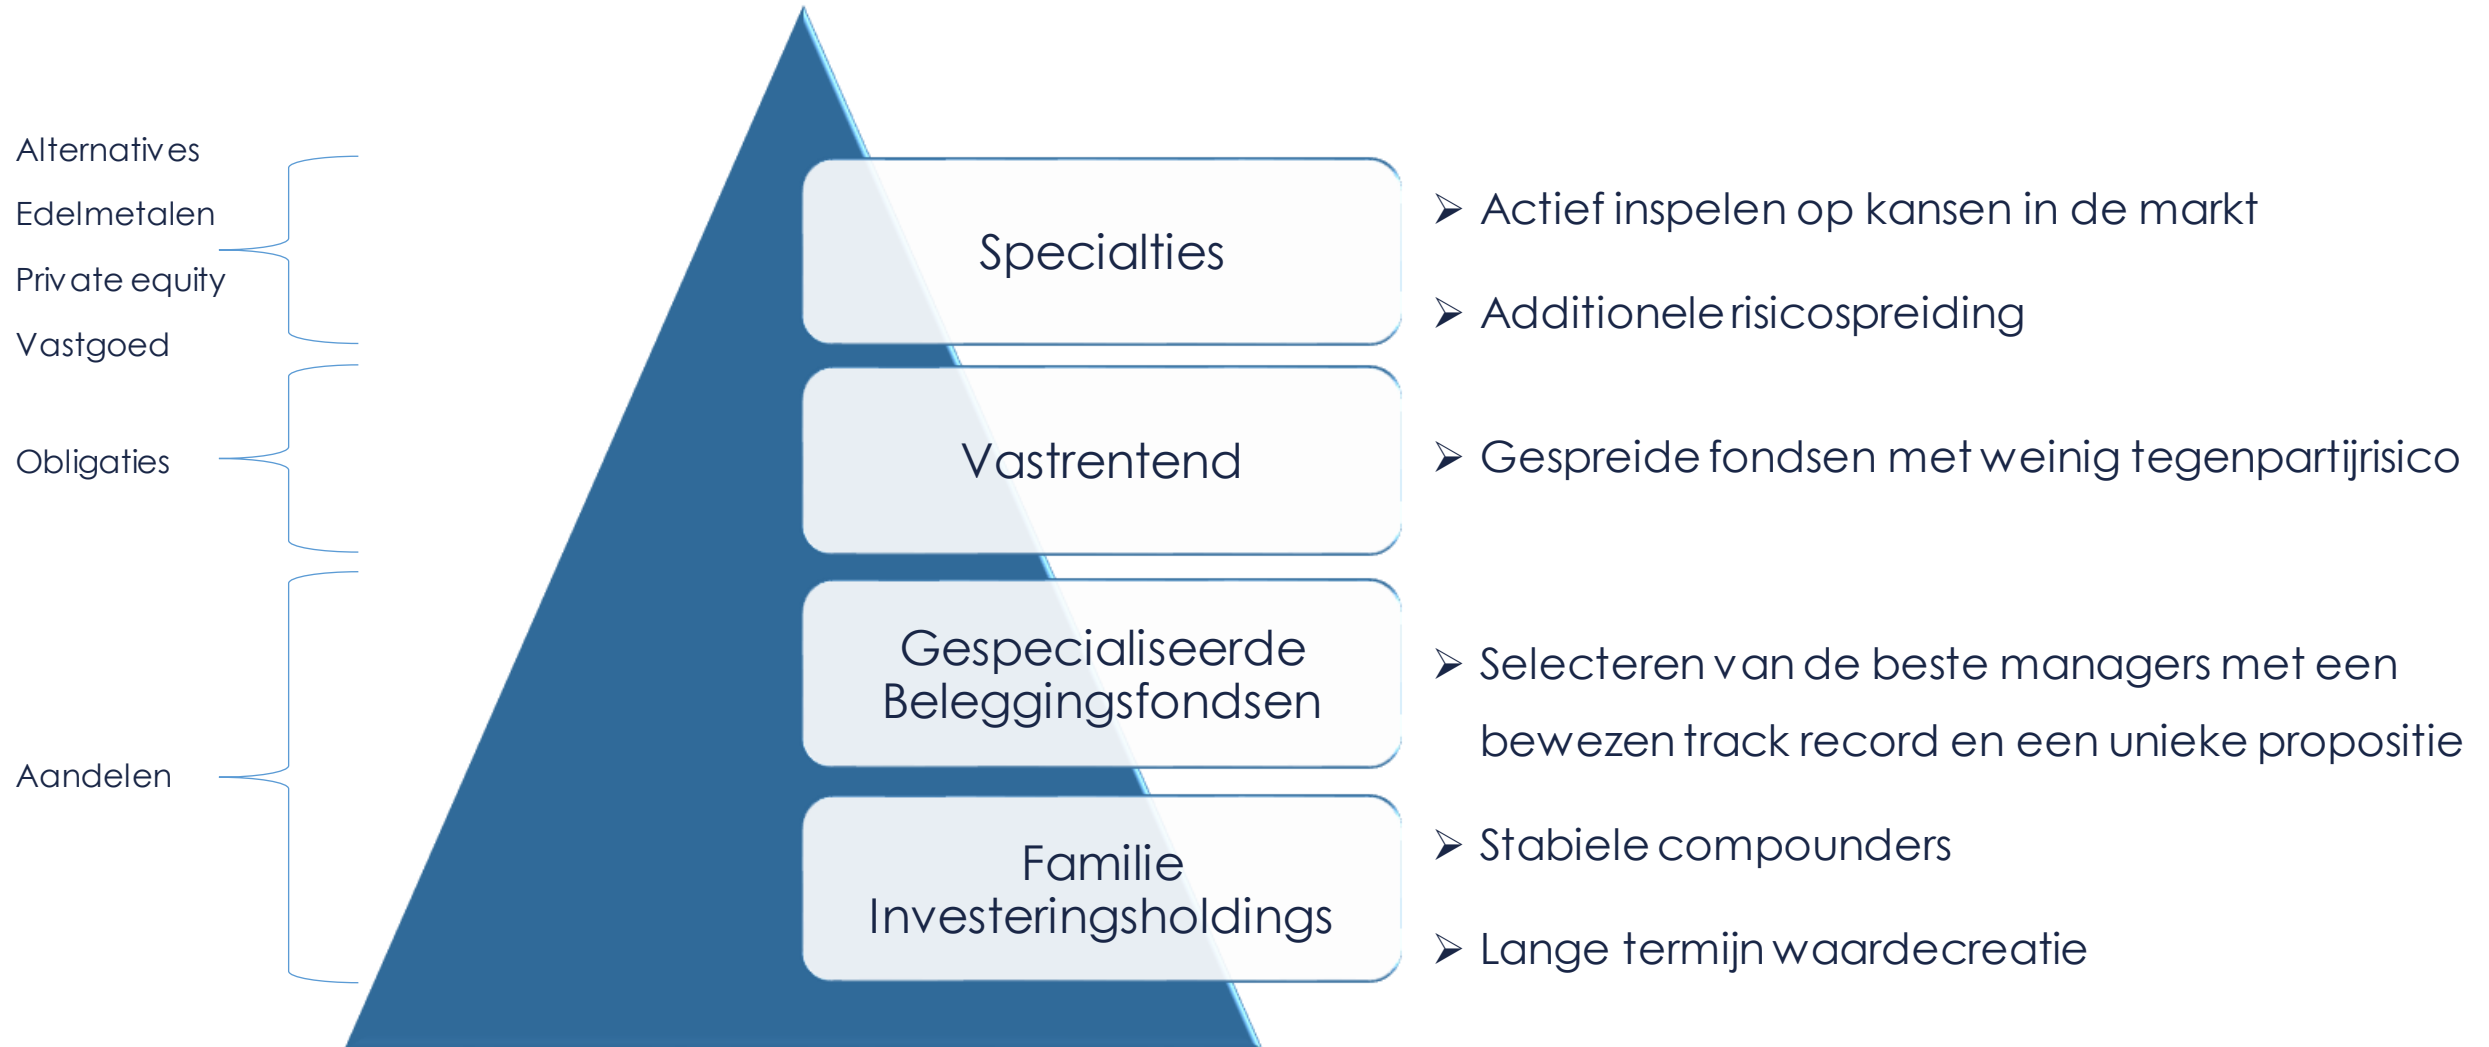 Alternatives
Edelmetalen
Private equity
Vastgoed
Specialties
➢ Actief inspelen op kansen in de markt
➢ Additionele risicospreiding
Obligaties
Vastrentend
➢ Gespreide fondsen met weinig tegenpartijrisico
Aandelen
Gespecialiseerde
Beleggingsfondsen
➢ Selecteren van de beste managers met een
bewezen track record en een unieke propositie
Familie
Investeringsholdings
➢ Stabiele compounders
➢ Lange termijn waardecreatie